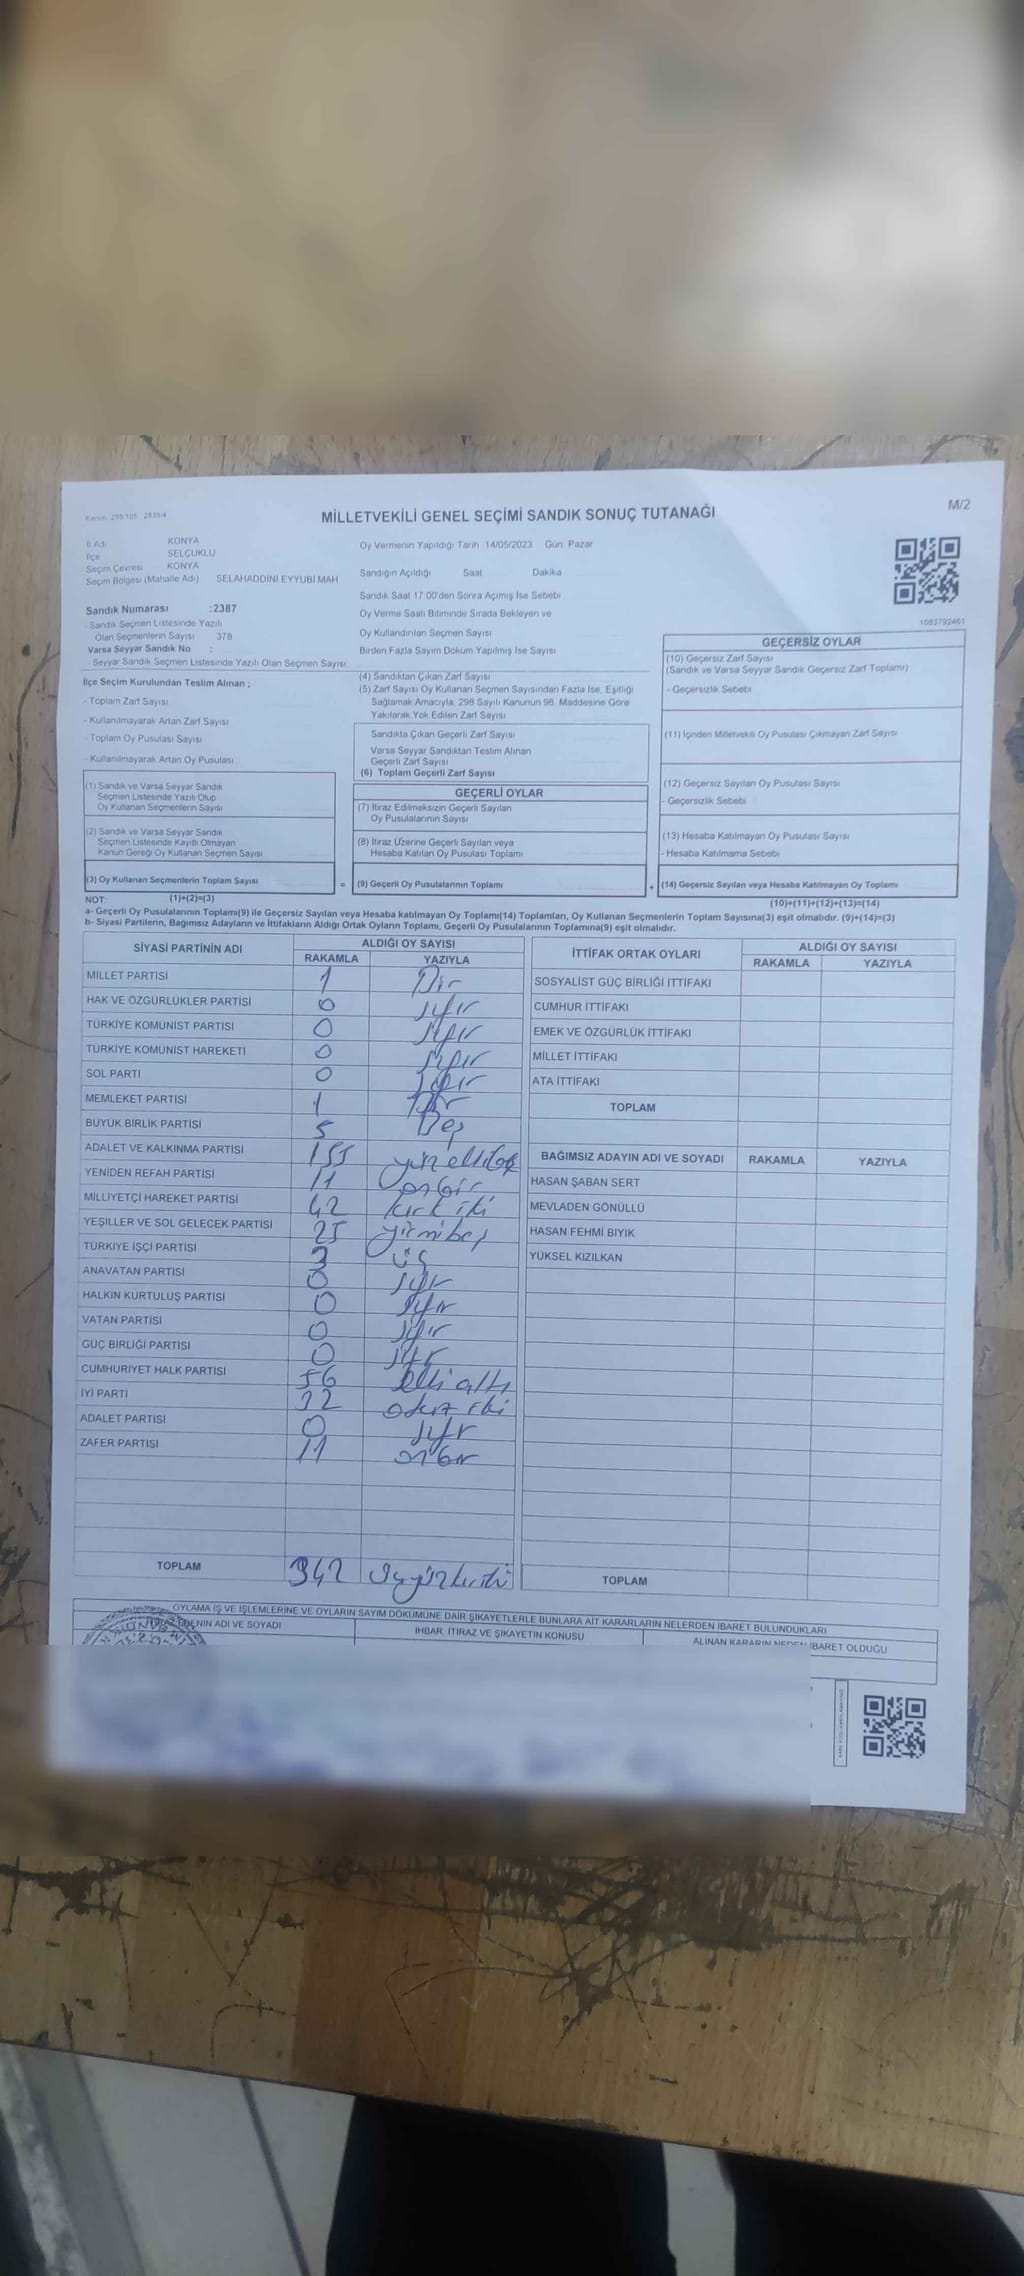 Kanun: 298/105 2839/4
MİLLETVEKİLİ GENEL SEÇİMİ SANDIK SONUÇ TUTANAĞI
M/2
İl Adı KONYA
İlçe SELÇUKLU
Seçim Çevresi KONYA
Seçim Bölgesi (Mahalle Adı) SELAHADDİNİ EYYUBİ MAH
Sandık Numarası :2387
- Sandık Seçmen Listesinde Yazılı
Olan Seçmenlerin Sayısı 378
Varsa Seyyar Sandık No :
- Seyyar Sandık Seçmen Listesinde Yazılı Olan Seçmen Sayısı
Oy Vermenin Yapıldığı Tarih 14/05/2023 Gün: Pazar
Sandığın Açıldığı Saat Dakika
Sandık Saat 17.00'den Sonra Açılmış İse Sebebi
Oy Verme Saati Bitiminde Sırada Bekleyen ve
Oy Kullandırılan Seçmen Sayısı
Birden Fazla Sayım Döküm Yapılmış İse Sayısı
1083792461
İlçe Seçim Kurulundan Teslim Alınan ;
- Toplam Zarf Sayısı
- Kullanılmayarak Artan Zarf Sayısı
- Toplam Oy Pusulası Sayısı
- Kullanılmayarak Artan Oy Pusulası
(1) Sandık ve Varsa Seyyar Sandık
Seçmen Listesinde Yazılı Olup
Oy Kullanan Seçmenlerin Sayısı
(2) Sandık ve Varsa Seyyar Sandık
Seçmen Listesinde Kayıtlı Olmayan
Kanun Gereği Oy Kullanan Seçmen Sayısı
(3) Oy Kullanan Seçmenlerin Toplam Sayısı
(1)+(2)=(3)
(4) Sandıktan Çıkan Zarf Sayısı
(5) Zarf Sayısı Oy Kullanan Seçmen Sayısından Fazla İse, Eşitliği
Sağlamak Amacıyla, 298 Sayılı Kanunun 98. Maddesine Göre
Yakılarak Yok Edilen Zarf Sayısı
Sandıkta Çıkan Geçerli Zarf Sayısı
Varsa Seyyar Sandıktan Teslim Alınan
Geçerli Zarf Sayısı
(6) Toplam Geçerli Zarf Sayısı
GEÇERLİ OYLAR
(7) İtiraz Edilmeksizin Geçerli Sayılan
Oy Pusulalarının Sayısı
(8) İtiraz Üzerine Geçerli Sayılan veya
Hesaba Katılan Oy Pusulası Toplamı
= (9) Geçerli Oy Pusulalarının Toplamı +
GEÇERSİZ OYLAR
(10) Geçersiz Zarf Sayısı
(Sandık ve Varsa Seyyar Sandık Geçersiz Zarf Toplamı)
- Geçersizlik Sebebi
(11) İçinden Milletvekili Oy Pusulası Çıkmayan Zarf Sayısı
(12) Geçersiz Sayılan Oy Pusulası Sayısı
- Geçersizlik Sebebi
(13) Hesaba Katılmayan Oy Pusulası Sayısı
- Hesaba Katılmama Sebebi
(14) Geçersiz Sayılan veya Hesaba Katılmayan Oy Toplamı
(10)+(11)+(12)+(13)=(14)
NOT:
a- Geçerli Oy Pusulalarının Toplamı(9) ile Geçersiz Sayılan veya Hesaba katılmayan Oy Toplamı(14) Toplamları, Oy Kullanan Seçmenlerin Toplam Sayısına(3) eşit olmalıdır. (9)+(14)=(3)
b- Siyasi Partilerin, Bağımsız Adayların ve İttifakların Aldığı Ortak Oyların Toplamı, Geçerli Oy Pusulalarının Toplamına(9) eşit olmalıdır.
SİYASİ PARTİNİN ADI ALDIĞI OY SAYISI
RAKAMLA YAZIYLA
MİLLET PARTİSİ 1 Bir
HAK VE ÖZGÜRLÜKLER PARTİSİ 0 sıfır
TÜRKİYE KOMÜNİST PARTİSİ 0 sıfır
TÜRKİYE KOMÜNİST HAREKETİ 0 sıfır
SOL PARTİ 0 sıfır
MEMLEKET PARTİSİ 1 Bir
BÜYÜK BİRLİK PARTİSİ 5 Beş
ADALET VE KALKINMA PARTİSİ 155 yüzellibeş
YENİDEN REFAH PARTİSİ 11 onbir
MİLLİYETÇİ HAREKET PARTİSİ 42 kırk iki
YEŞİLLER VE SOL GELECEK PARTİSİ 25 yirmibeş
TÜRKİYE İŞÇİ PARTİSİ 3 üç
ANAVATAN PARTİSİ 0 sıfır
HALKIN KURTULUŞ PARTİSİ 0 sıfır
VATAN PARTİSİ 0 sıfır
GÜÇ BİRLİĞİ PARTİSİ 0 sıfır
CUMHURİYET HALK PARTİSİ 56 elli altı
İYİ PARTİ 32 otuz iki
ADALET PARTİSİ 0 sıfır
ZAFER PARTİSİ 11 onbir
TOPLAM 342 üçyüzkırkiki
İTTİFAK ORTAK OYLARI ALDIĞI OY SAYISI
RAKAMLA YAZIYLA
SOSYALİST GÜÇ BİRLİĞİ İTTİFAKI
CUMHUR İTTİFAKI
EMEK VE ÖZGÜRLÜK İTTİFAKI
MİLLET İTTİFAKI
ATA İTTİFAKI
TOPLAM
BAĞIMSIZ ADAYIN ADI VE SOYADI RAKAMLA YAZIYLA
HASAN ŞABAN SERT
MEVLADEN GÖNÜLLÜ
HASAN FEHMİ BIYIK
YÜKSEL KIZILKAN
TOPLAM
OYLAMA İŞ VE İŞLEMLERİNE VE OYLARIN SAYIM DÖKÜMÜNE DAİR ŞİKAYETLERLE BUNLARA AİT KARARLARIN NELERDEN İBARET BULUNDUKLARI
ADI VE SOYADI İHBAR, İTİRAZ VE ŞİKAYETİN KONUSU ALINAN KARARIN NEDEN İBARET OLDUĞU